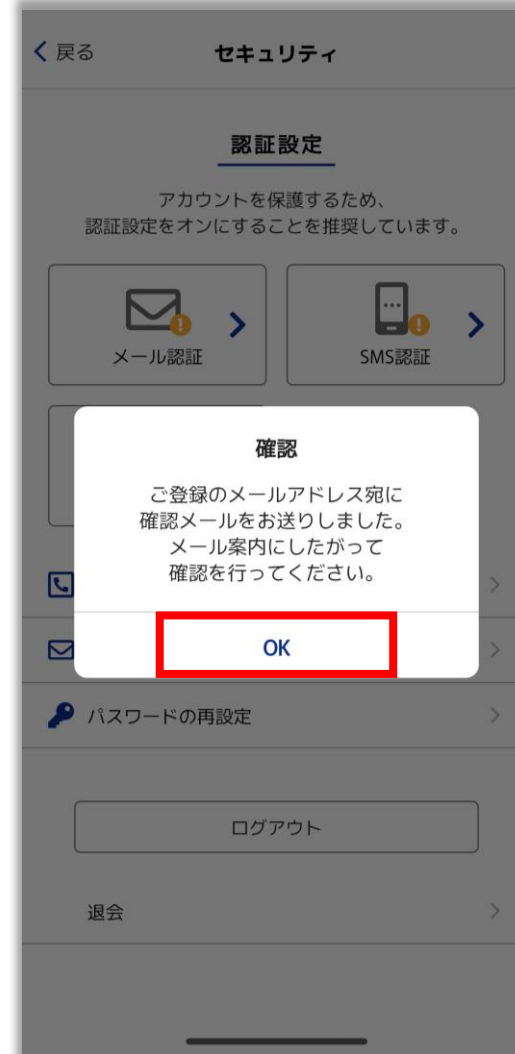 戻る
セキュリティ
認証設定
アカウントを保護するため、
認証設定をオンにすることを推奨しています。
メール認証
SMS認証
確認
ご登録のメールアドレス宛に
確認メールをお送りしました。
メール案内にしたがって
確認を行ってください。
OK
パスワードの再設定
ログアウト
退会